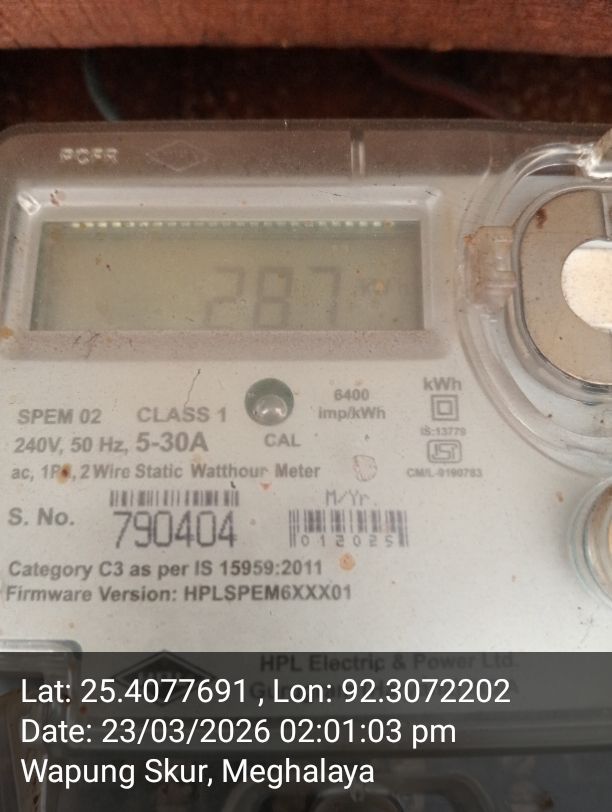 287
SPEM 02 CLASS 1
6400
imp/kWh
kWh
IS:13779
240V, 50 Hz, 5-30A
CAL
CM/L-9190783
ac, 1Ph, 2 Wire Static Watthour Meter
M/Yr.
S. No. 790404
012025
Category C3 as per IS 15959:2011
Firmware Version: HPLSPEM6XXX01
HPL Electric & Power Ltd.
Lat: 25.4077691 , Lon: 92.3072202
Date: 23/03/2026 02:01:03 pm
Wapung Skur, Meghalaya